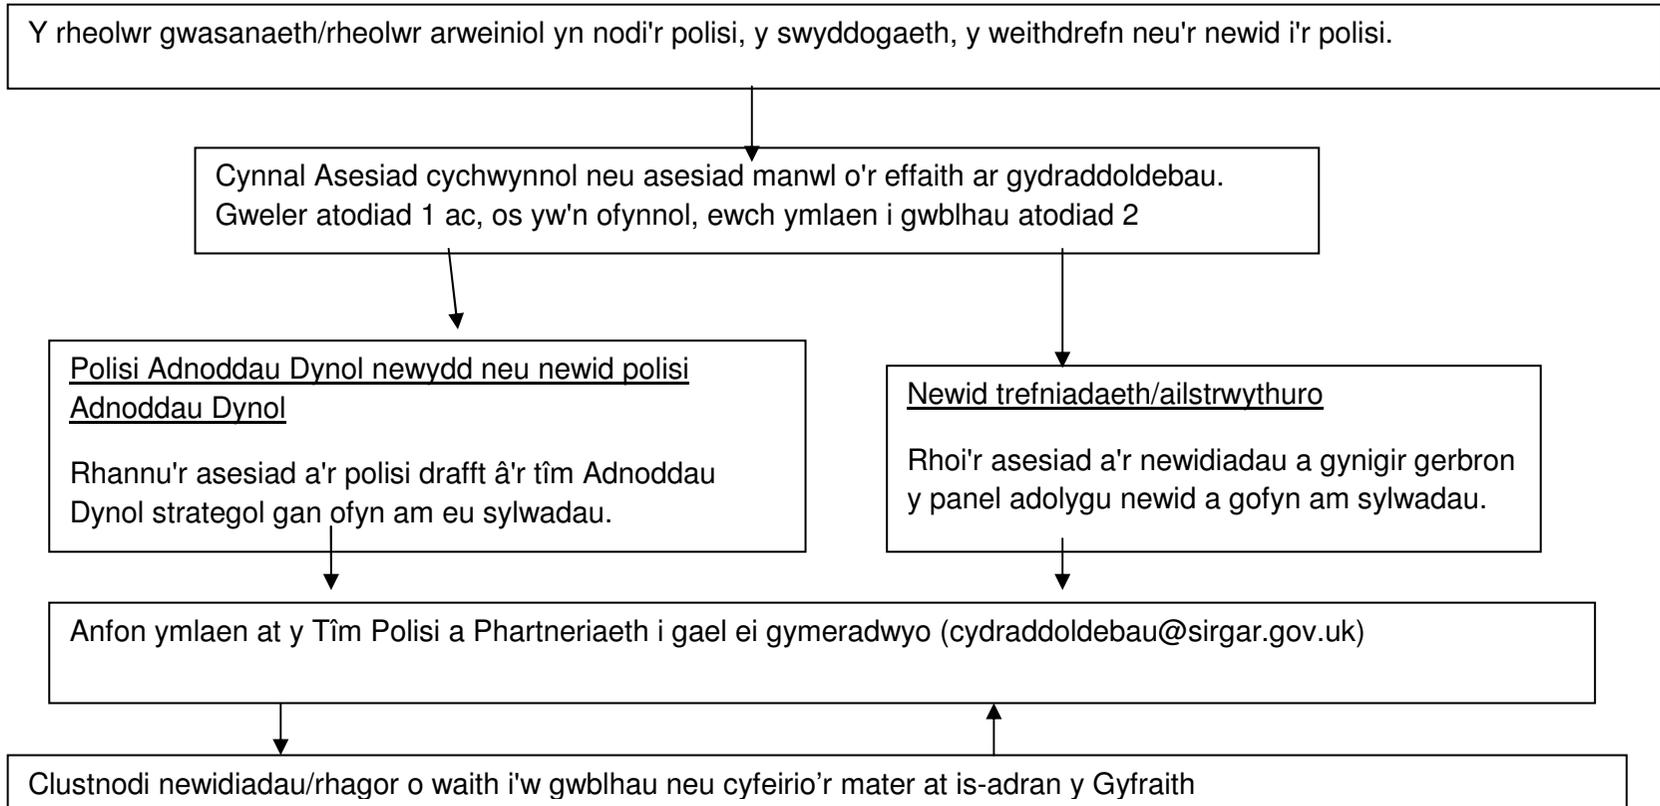 Y rheolwr gwasanaeth/rheolwr arweiniol yn nodi'r polisi, y swyddogaeth, y weithdrefn neu'r newid i'r polisi.
Cynnal Asesiad cychwynnol neu asesiad manwl o'r effaith ar gydraddoldebau.
Gweler atodiad 1 ac, os yw'n ofynnol, ewch ymlaen i gwblhau atodiad 2
Polisi Adnoddau Dynol newydd neu newid polisi
Adnoddau Dynol
Rhannu'r asesiad a'r polisi drafft â'r tîm Adnoddau
Dynol strategol gan ofyn am eu sylwadau.
Newid trefniadaeth/ailstrwythuro
Rhoi'r asesiad a'r newidiadau a gynigir gerbron
y panel adolygu newid a gofyn am sylwadau.
Anfon ymlaen at y Tîm Polisi a Phartneriaeth i gael ei gymeradwyo (cydraddoldebau@sirgar.gov.uk)
Clustnodi newidiadau/rhagor o waith i'w gwblhau neu cyfeirio’r mater at is-adran y Gyfraith